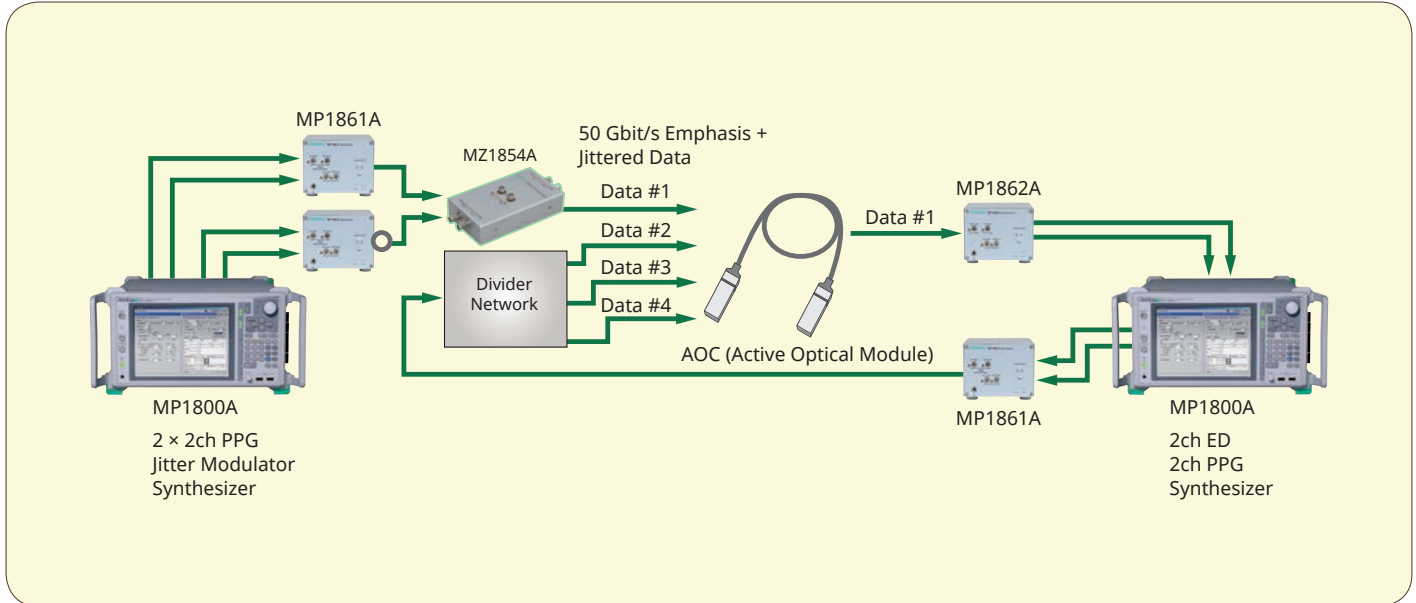 MP1861A
MZ1854A
50 Gbit/s Emphasis +
Jittered Data
Data #1
Data #2
Data #3
Data #4
Divider
Network
Data #1
MP1862A
AOC (Active Optical Module)
MP1861A
MP1800A
2 × 2ch PPG
Jitter Modulator
Synthesizer
MP1800A
2ch ED
2ch PPG
Synthesizer